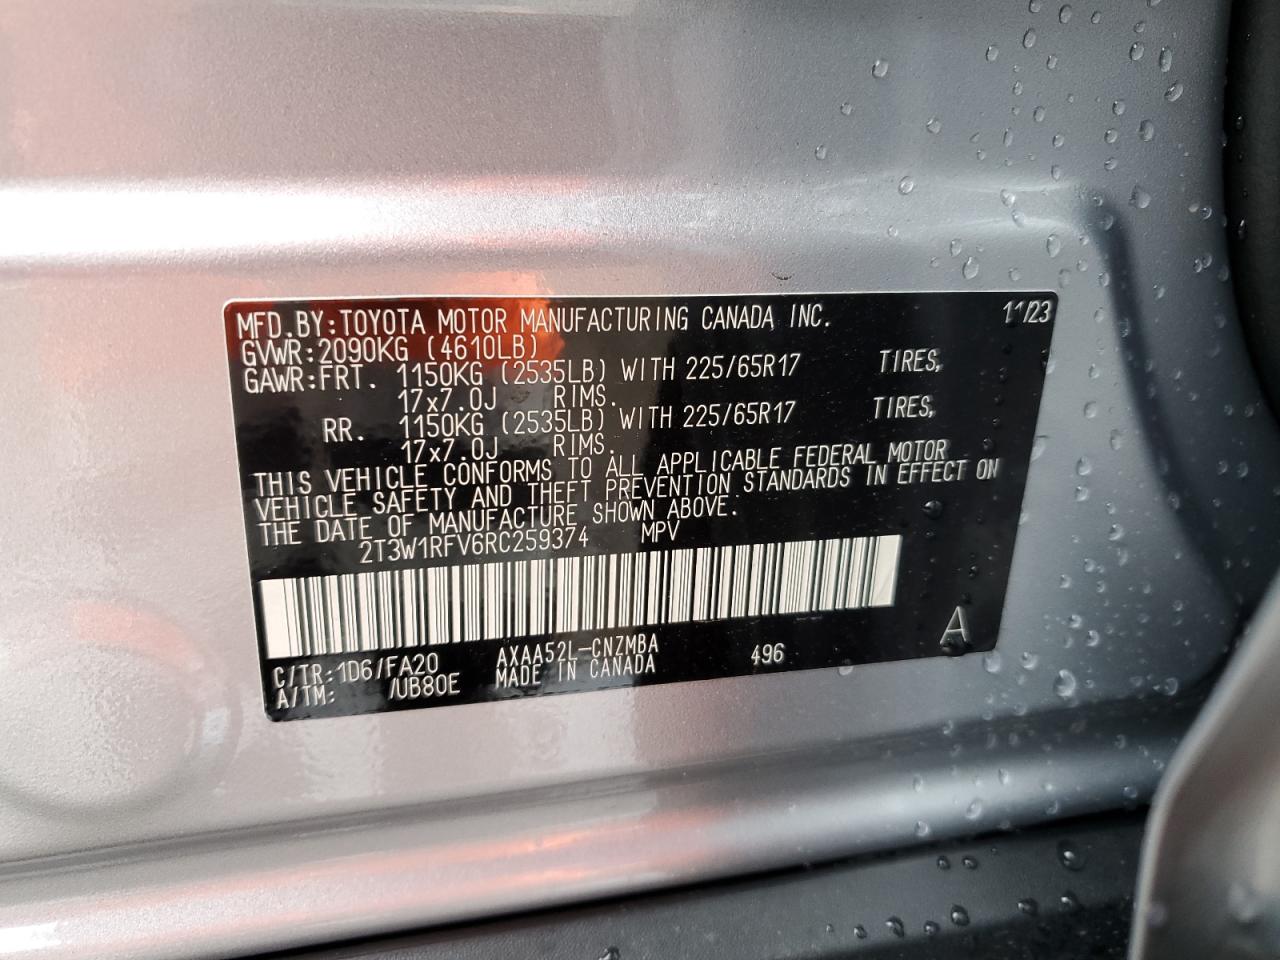 MFD.BY:TOYOTA MOTOR MANUFACTURING CANADA INC. 11/23
GVWR:2090KG (4610LB)
GAWR:FRT. 1150KG (2535LB) WITH 225/65R17 TIRES,
17x7.0J RIMS.
RR. 1150KG (2535LB) WITH 225/65R17 TIRES,
17x7.0J RIMS.
THIS VEHICLE CONFORMS TO ALL APPLICABLE FEDERAL MOTOR
VEHICLE SAFETY AND THEFT PREVENTION STANDARDS IN EFFECT ON
THE DATE OF MANUFACTURE SHOWN ABOVE.
2T3W1RFV6RC259374 MPV
C/TR:1D6/FA20 AXAA52L-CNZMBA 496 A
A/TM: /UB80E MADE IN CANADA